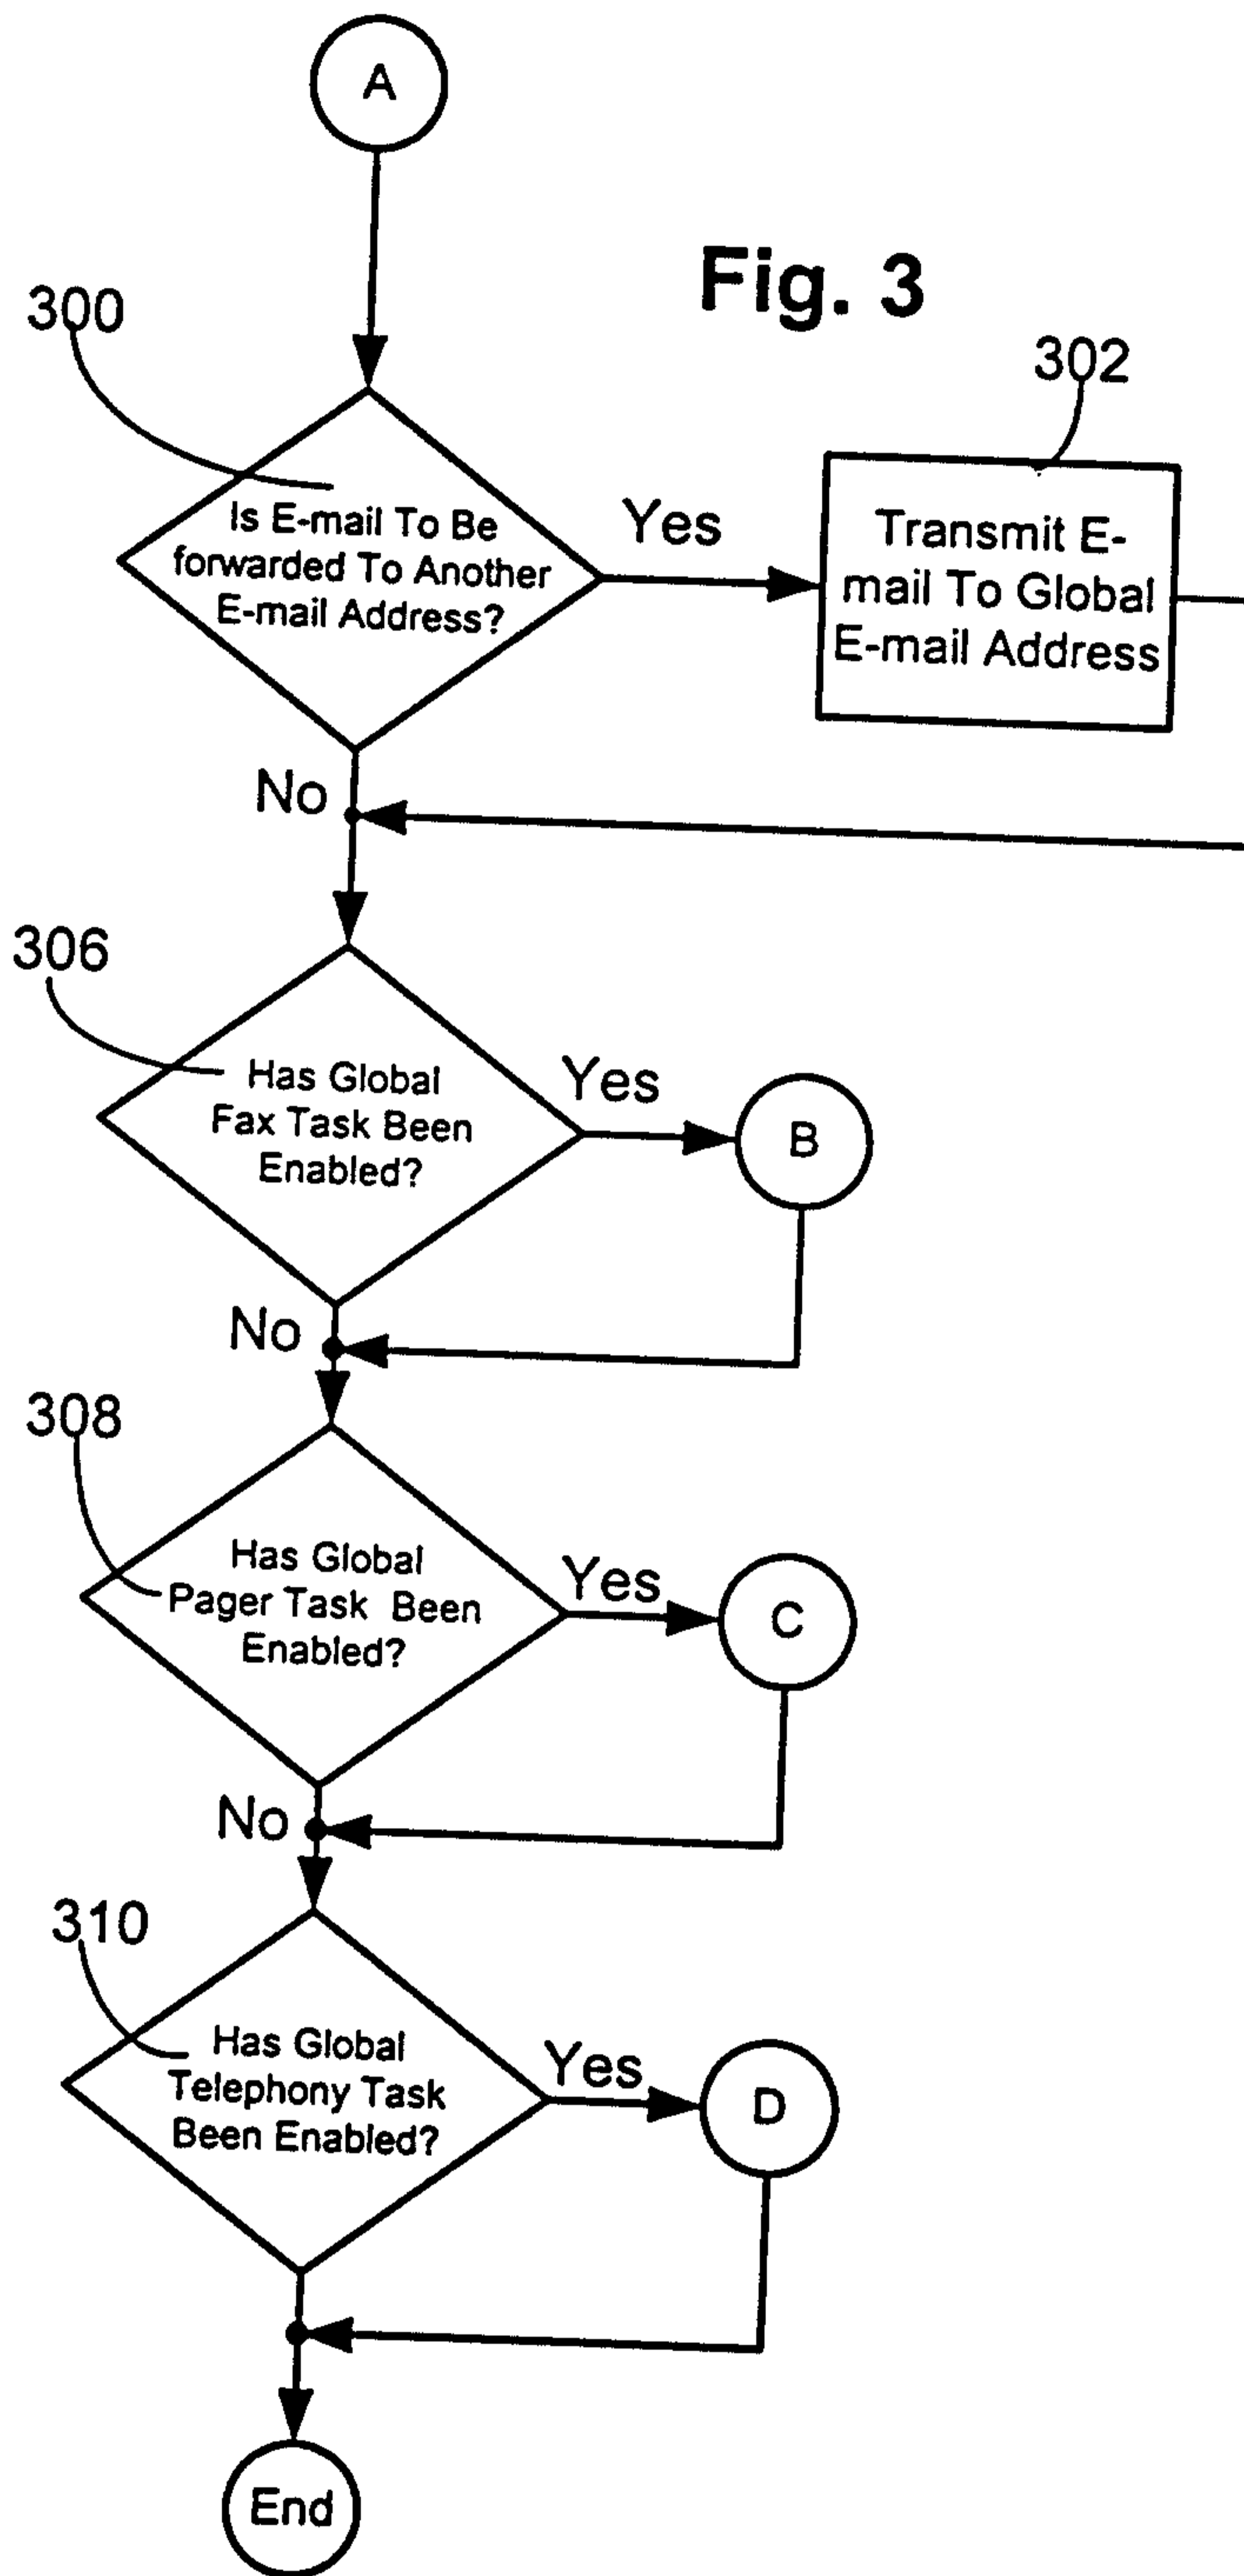 A
Fig. 3
300
302
Is E-mail To Be
forwarded To Another
E-mail Address?
Yes
Transmit E-
mail To Global
E-mail Address
No
306
Has Global
Fax Task Been
Enabled?
Yes
B
No
308
Has Global
Pager Task Been
Enabled?
Yes
C
No
310
Has Global
Telephony Task
Been Enabled?
Yes
D
End